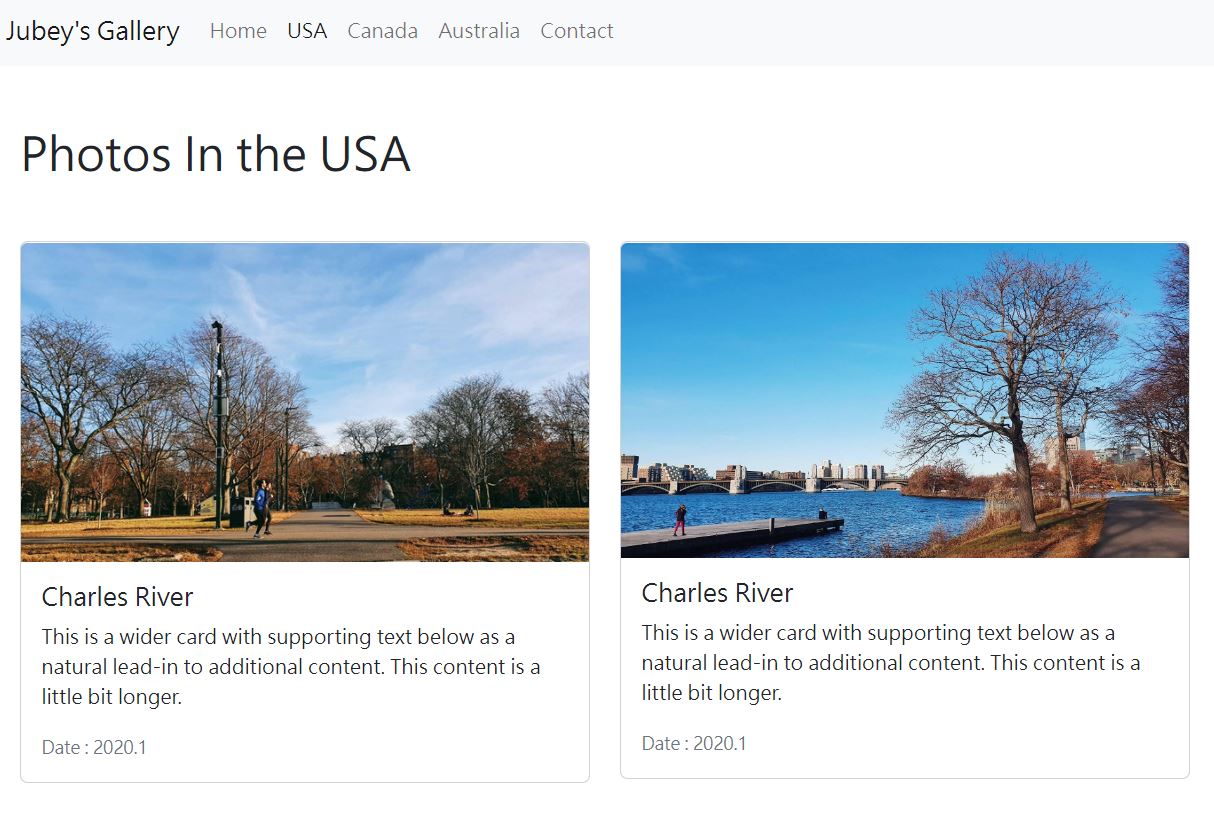 Jubey's Gallery Home USA Canada Australia Contact
Photos In the USA
Charles River
This is a wider card with supporting text below as a
natural lead-in to additional content. This content is a
little bit longer.
Date : 2020.1
Charles River
This is a wider card with supporting text below as a
natural lead-in to additional content. This content is a
little bit longer.
Date : 2020.1